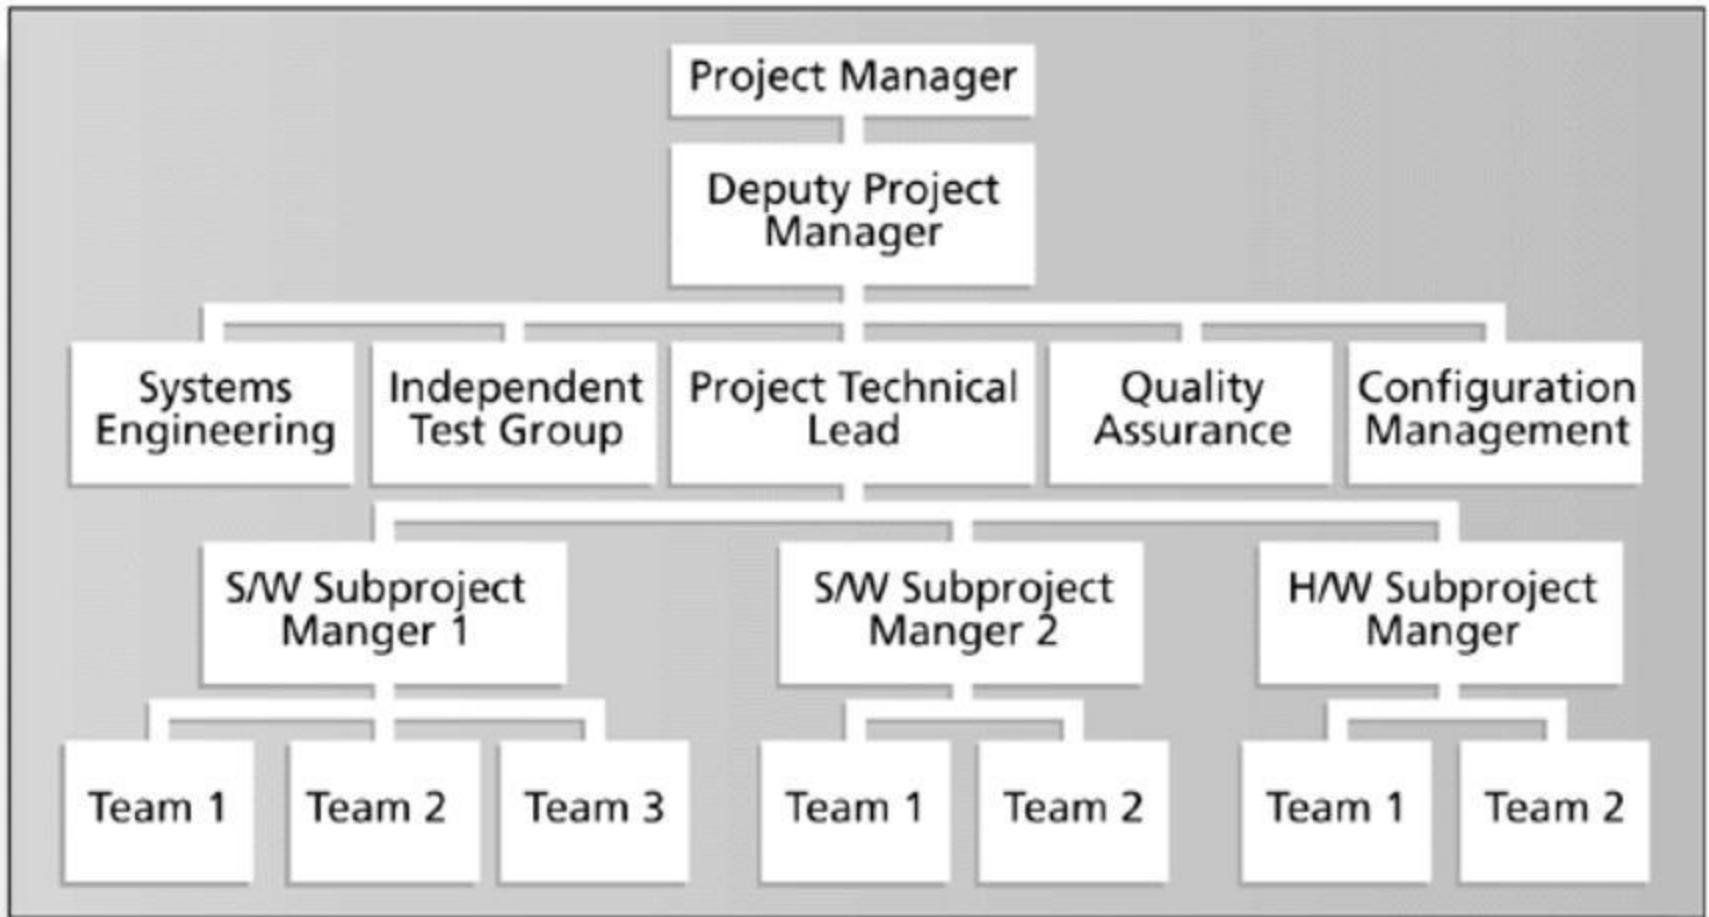 Project Manager
Deputy Project
Manager
Systems
Engineering
Independent
Test Group
Project Technical
Lead
Quality
Assurance
Configuration
Management
S/W Subproject
Manger 1
S/W Subproject
Manger 2
H/W Subproject
Manger
Team 1
Team 2
Team 3
Team 1
Team 2
Team 1
Team 2